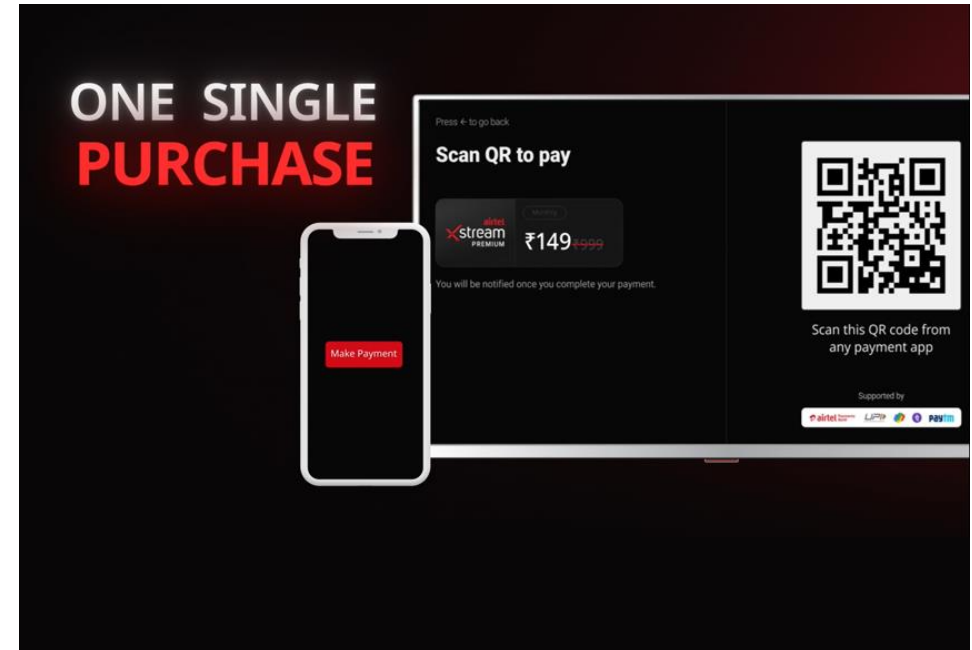 ONE SINGLE
PURCHASE
Press ← to go back
Scan QR to pay
airtel
Xstream
PREMIUM
Monthly
₹149 ₹999
You will be notified once you complete your payment.
Make Payment
Scan this QR code from
any payment app
Supported by
airtel Payments Bank UPI paytm